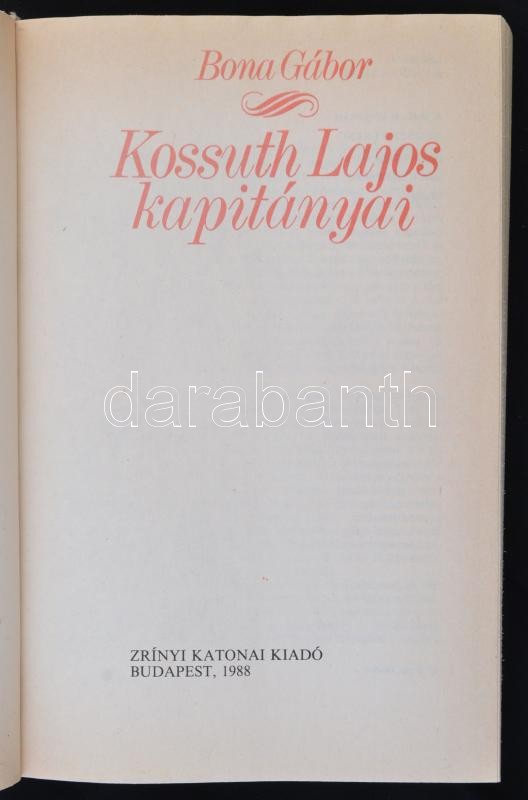 Bona Gábor
Kossuth Lajos
kapitányai
darabanth
ZRÍNYI KATONAI KIADÓ
BUDAPEST, 1988